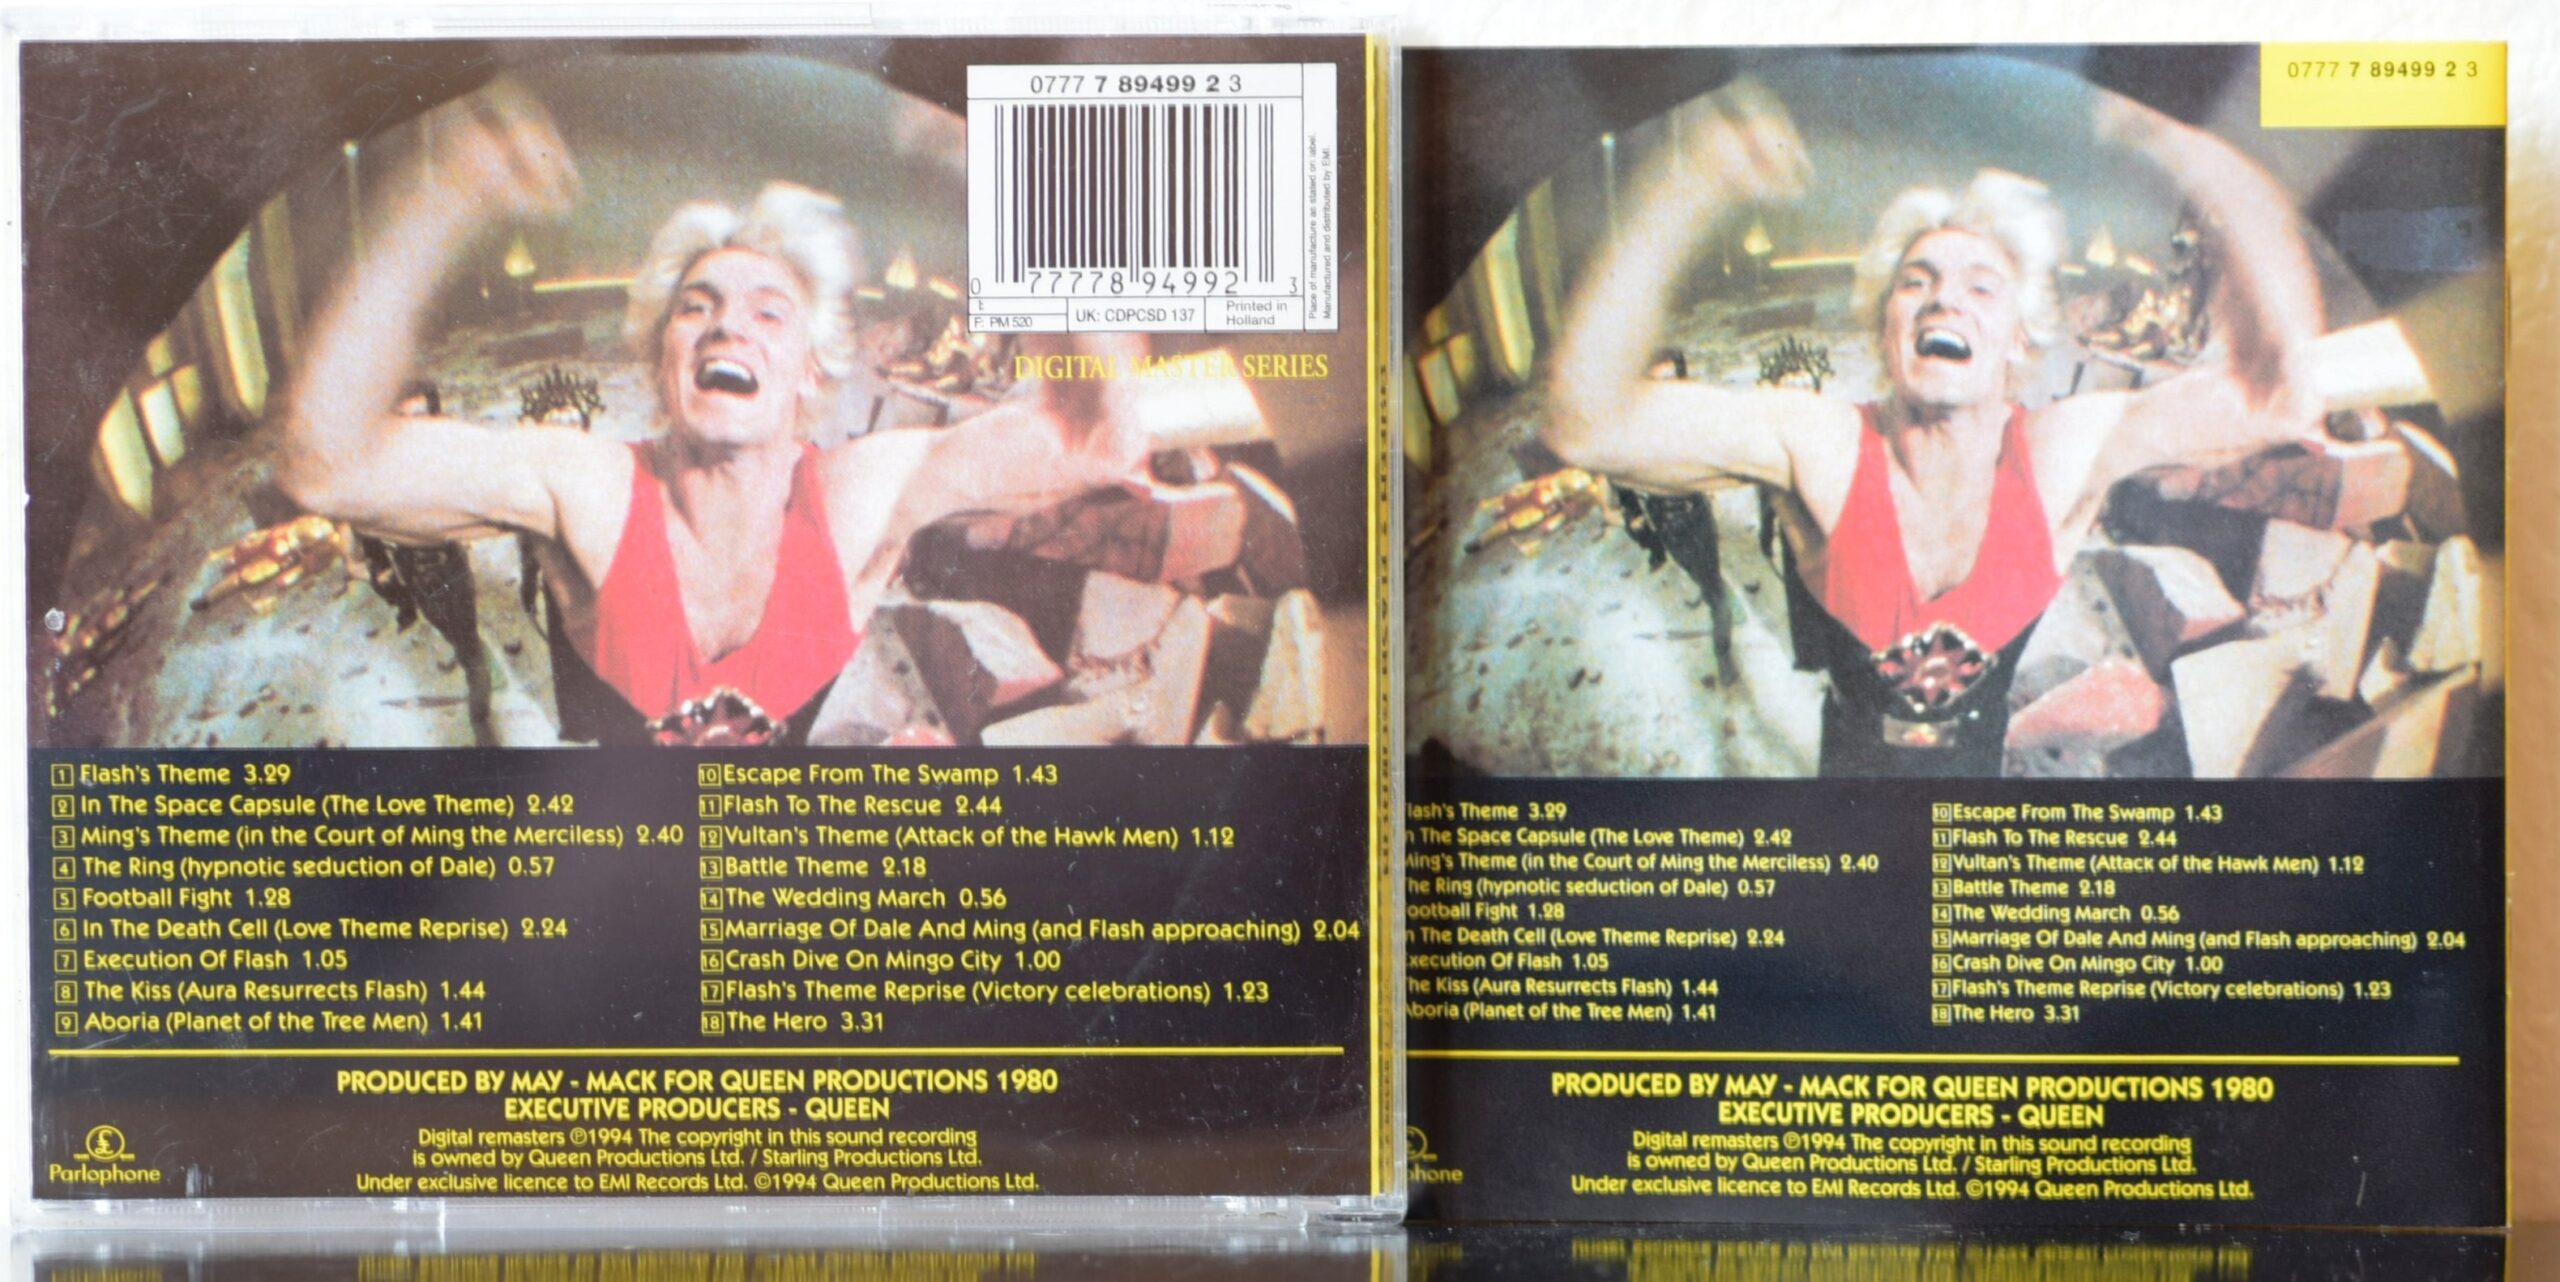 0777 7 89499 2 3
0 77778 94992 3
F: PM 520
UK: CDPCSD 137
Printed in
Holland
Place of manufacture as stated on label.
Manufactured and distributed by EMI.
DIGITAL MASTER SERIES
1 Flash's Theme 3.29
2 In The Space Capsule (The Love Theme) 2.42
3 Ming's Theme (in the Court of Ming the Merciless) 2.40
4 The Ring (hypnotic seduction of Dale) 0.57
5 Football Fight 1.28
6 In The Death Cell (Love Theme Reprise) 2.24
7 Execution Of Flash 1.05
8 The Kiss (Aura Resurrects Flash) 1.44
9 Aboria (Planet of the Tree Men) 1.41
10 Escape From The Swamp 1.43
11 Flash To The Rescue 2.44
12 Vultan's Theme (Attack of the Hawk Men) 1.12
13 Battle Theme 2.18
14 The Wedding March 0.56
15 Marriage Of Dale And Ming (and Flash approaching) 2.04
16 Crash Dive On Mingo City 1.00
17 Flash's Theme Reprise (Victory celebrations) 1.23
18 The Hero 3.31
PRODUCED BY MAY - MACK FOR QUEEN PRODUCTIONS 1980
EXECUTIVE PRODUCERS - QUEEN
Digital remasters ℗1994 The copyright in this sound recording
is owned by Queen Productions Ltd. / Starling Productions Ltd.
Under exclusive licence to EMI Records Ltd. ©1994 Queen Productions Ltd.
Parlophone
0777 7 89499 2 3
lash's Theme 3.29
n The Space Capsule (The Love Theme) 2.42
Ming's Theme (in the Court of Ming the Merciless) 2.40
he Ring (hypnotic seduction of Dale) 0.57
ootball Fight 1.28
n The Death Cell (Love Theme Reprise) 2.24
xecution Of Flash 1.05
he Kiss (Aura Resurrects Flash) 1.44
Aboria (Planet of the Tree Men) 1.41
10 Escape From The Swamp 1.43
11 Flash To The Rescue 2.44
12 Vultan's Theme (Attack of the Hawk Men) 1.12
13 Battle Theme 2.18
14 The Wedding March 0.56
15 Marriage Of Dale And Ming (and Flash approaching) 2.04
16 Crash Dive On Mingo City 1.00
17 Flash's Theme Reprise (Victory celebrations) 1.23
18 The Hero 3.31
PRODUCED BY MAY - MACK FOR QUEEN PRODUCTIONS 1980
EXECUTIVE PRODUCERS - QUEEN
Digital remasters ℗1994 The copyright in this sound recording
is owned by Queen Productions Ltd. / Starling Productions Ltd.
Under exclusive licence to EMI Records Ltd. ©1994 Queen Productions Ltd.
phone